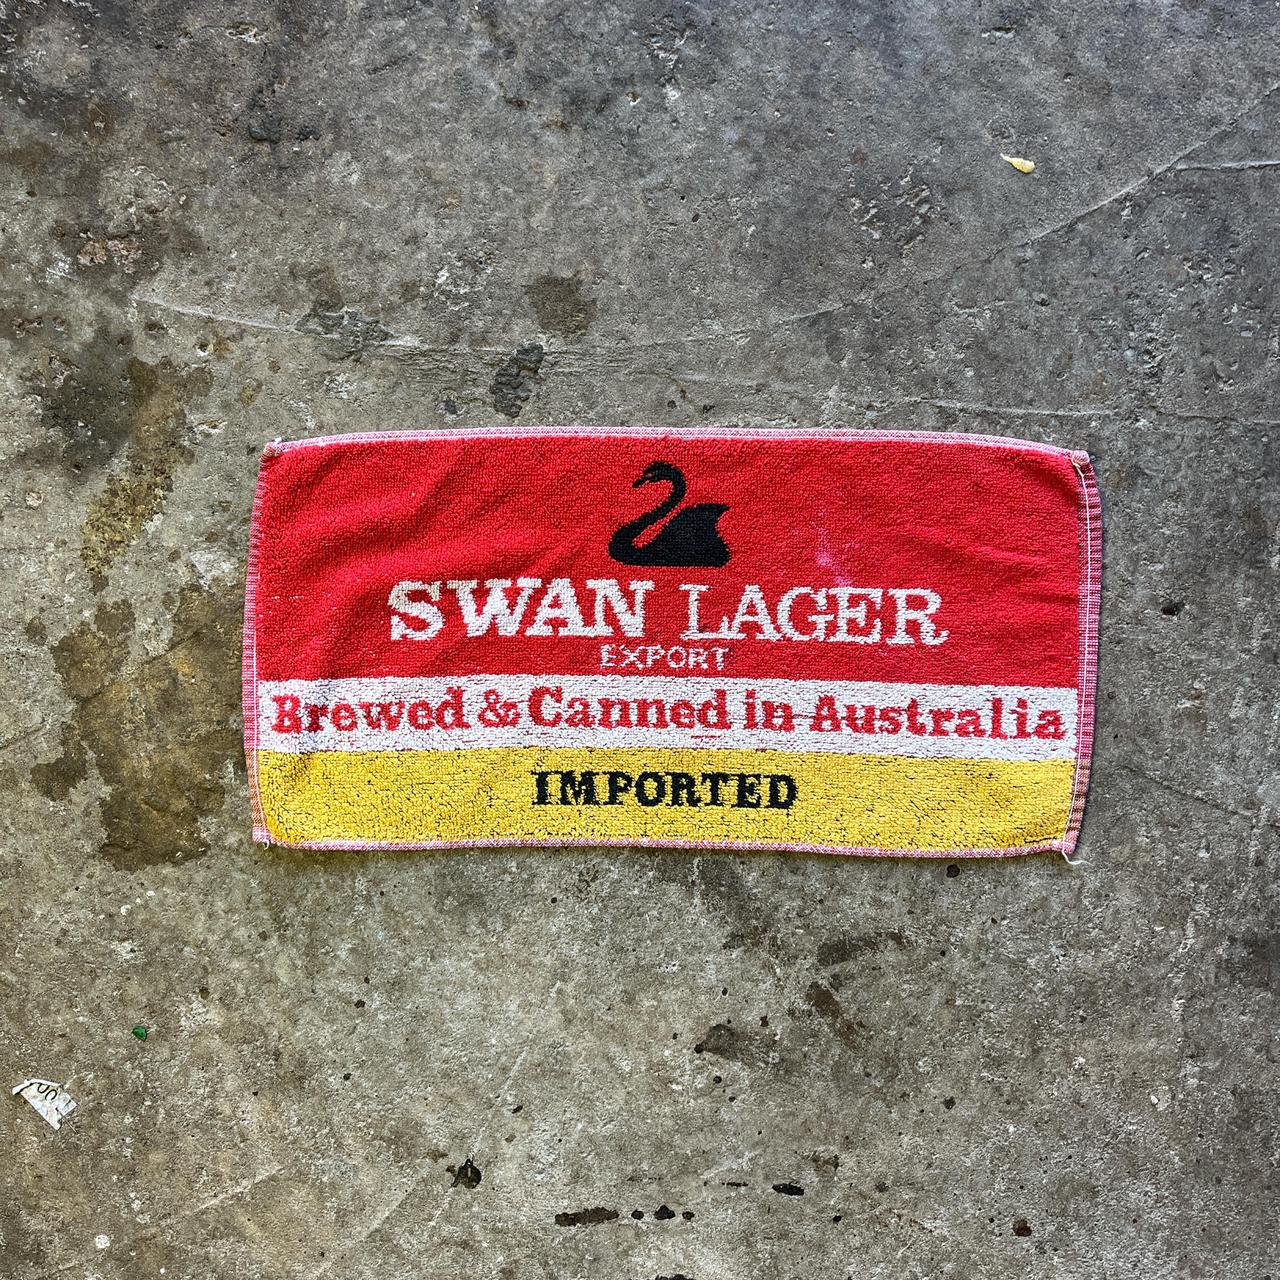 SWAN LAGER
EXPORT
Brewed & Canned in Australia
IMPORTED